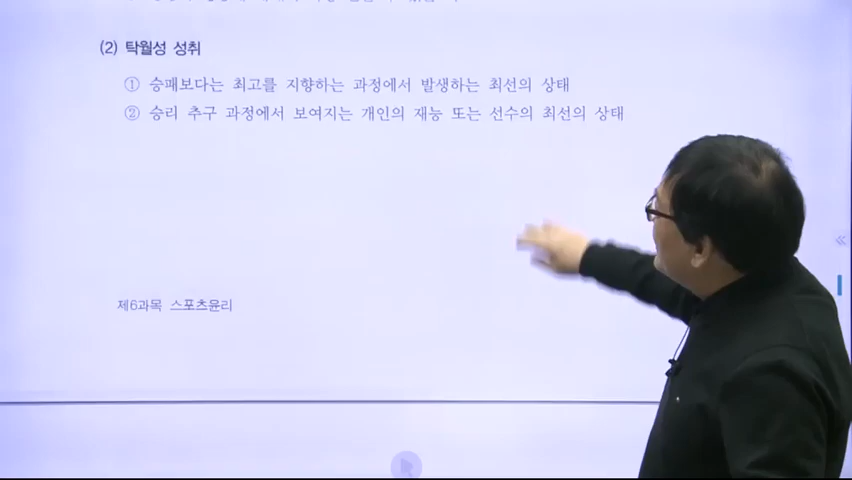 (2) 탁월성 성취
① 승패보다는 최고를 지향하는 과정에서 발생하는 최선의 상태
② 승리 추구 과정에서 보여지는 개인의 재능 또는 선수의 최선의 상태
제6과목 스포츠윤리